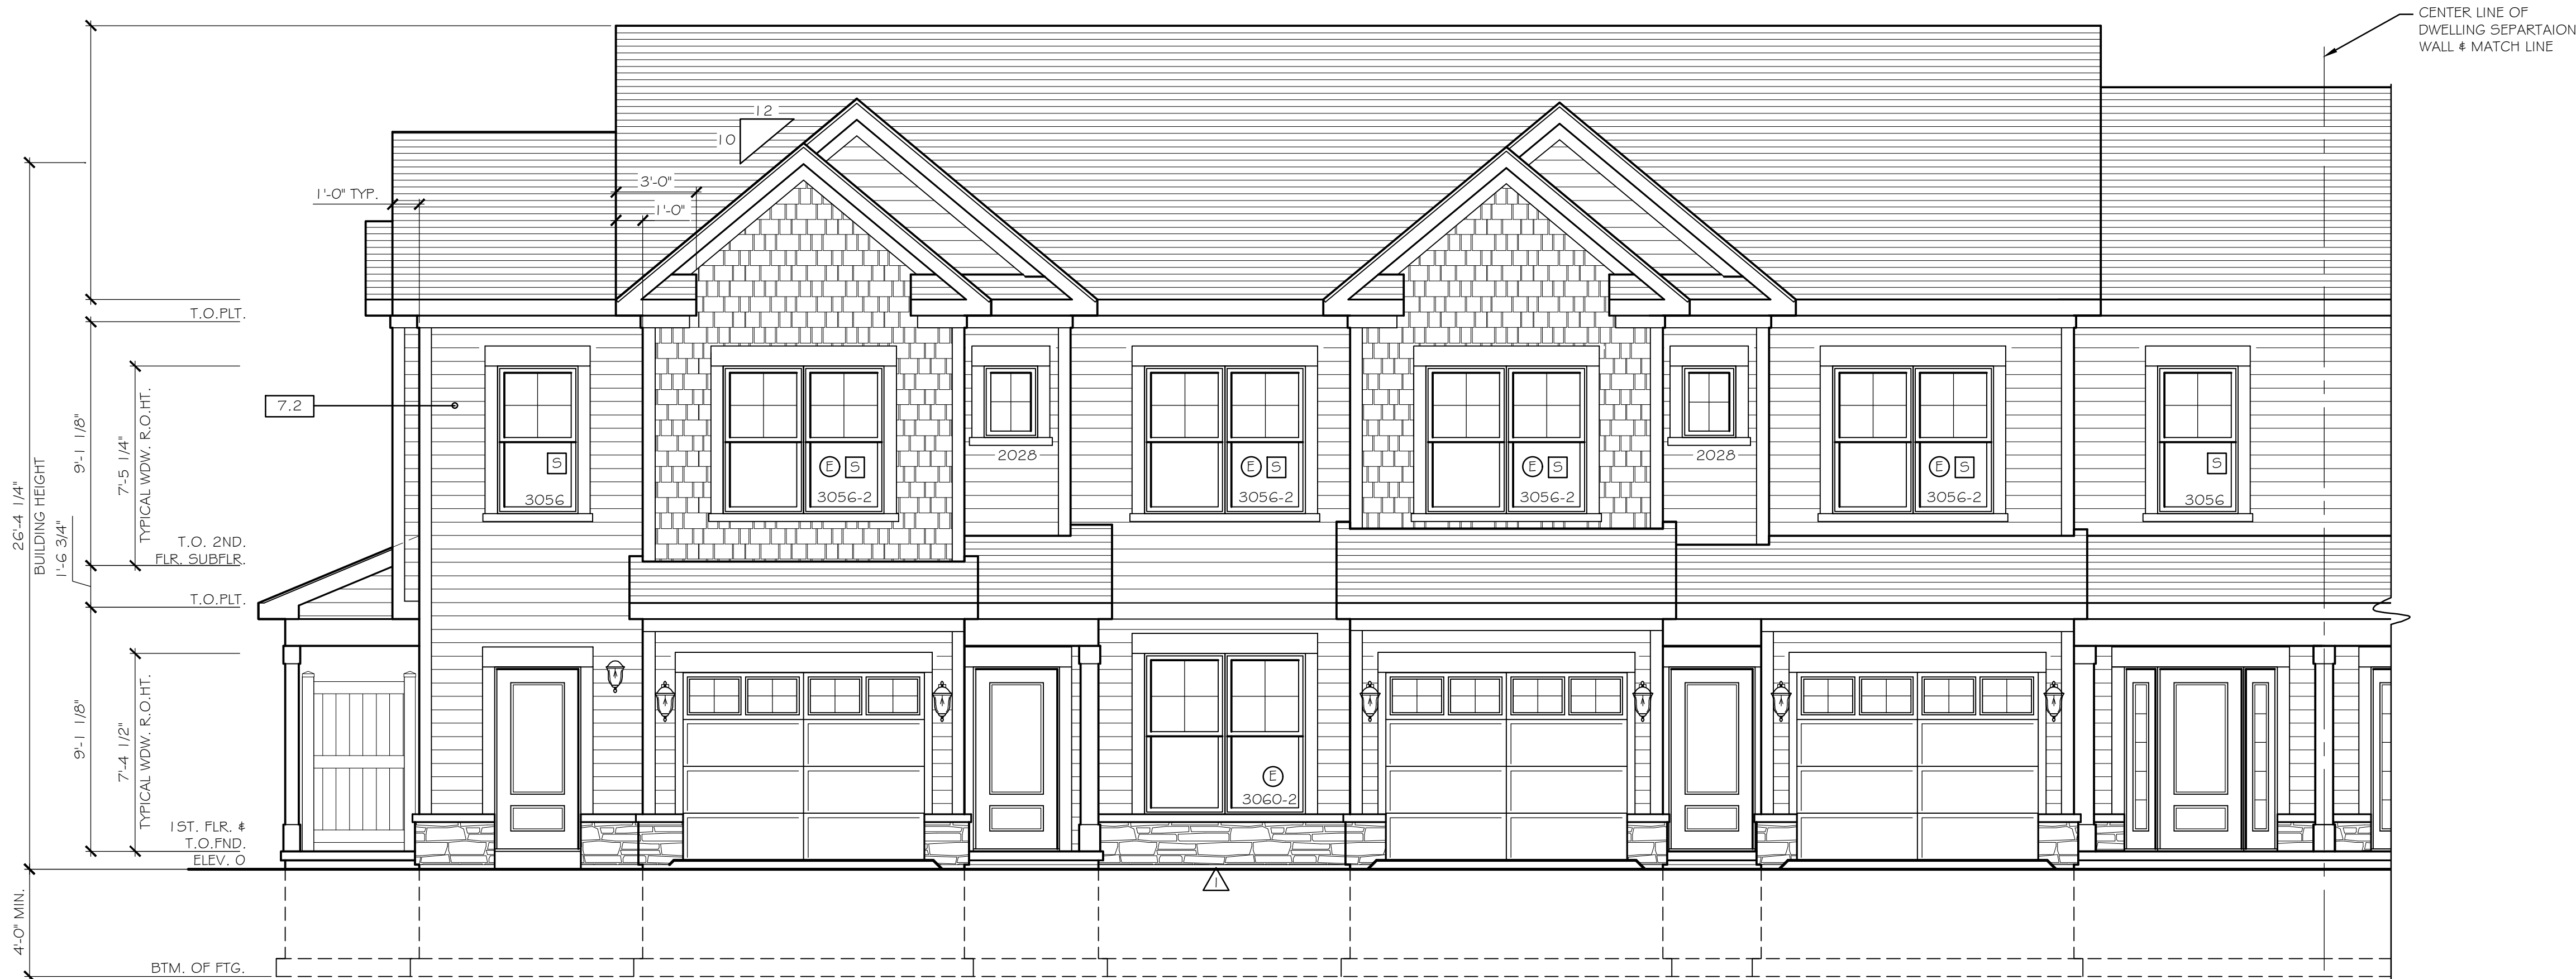 CENTER LINE OF
DWELLING SEPARTAION
WALL & MATCH LINE
12
10
3'-0"
1'-0" TYP.
1'-0"
T.O.PLT.
7.2
9'-1 1/8"
7'-5 1/4"
TYPICAL WDW. R.O.HT.
26'-4 1/4"
BUILDING HEIGHT
1'-6 3/4"
T.O. 2ND.
FLR. SUBFLR.
T.O.PLT.
9'-1 1/8"
7'-4 1/2"
TYPICAL WDW. R.O.HT.
1ST. FLR. &
T.O.FND.
ELEV. 0
4'-0" MIN.
BTM. OF FTG.
S
3056
E S
3056-2
2028
E S
3056-2
E S
3056-2
2028
E S
3056-2
S
3056
E
3060-2
1